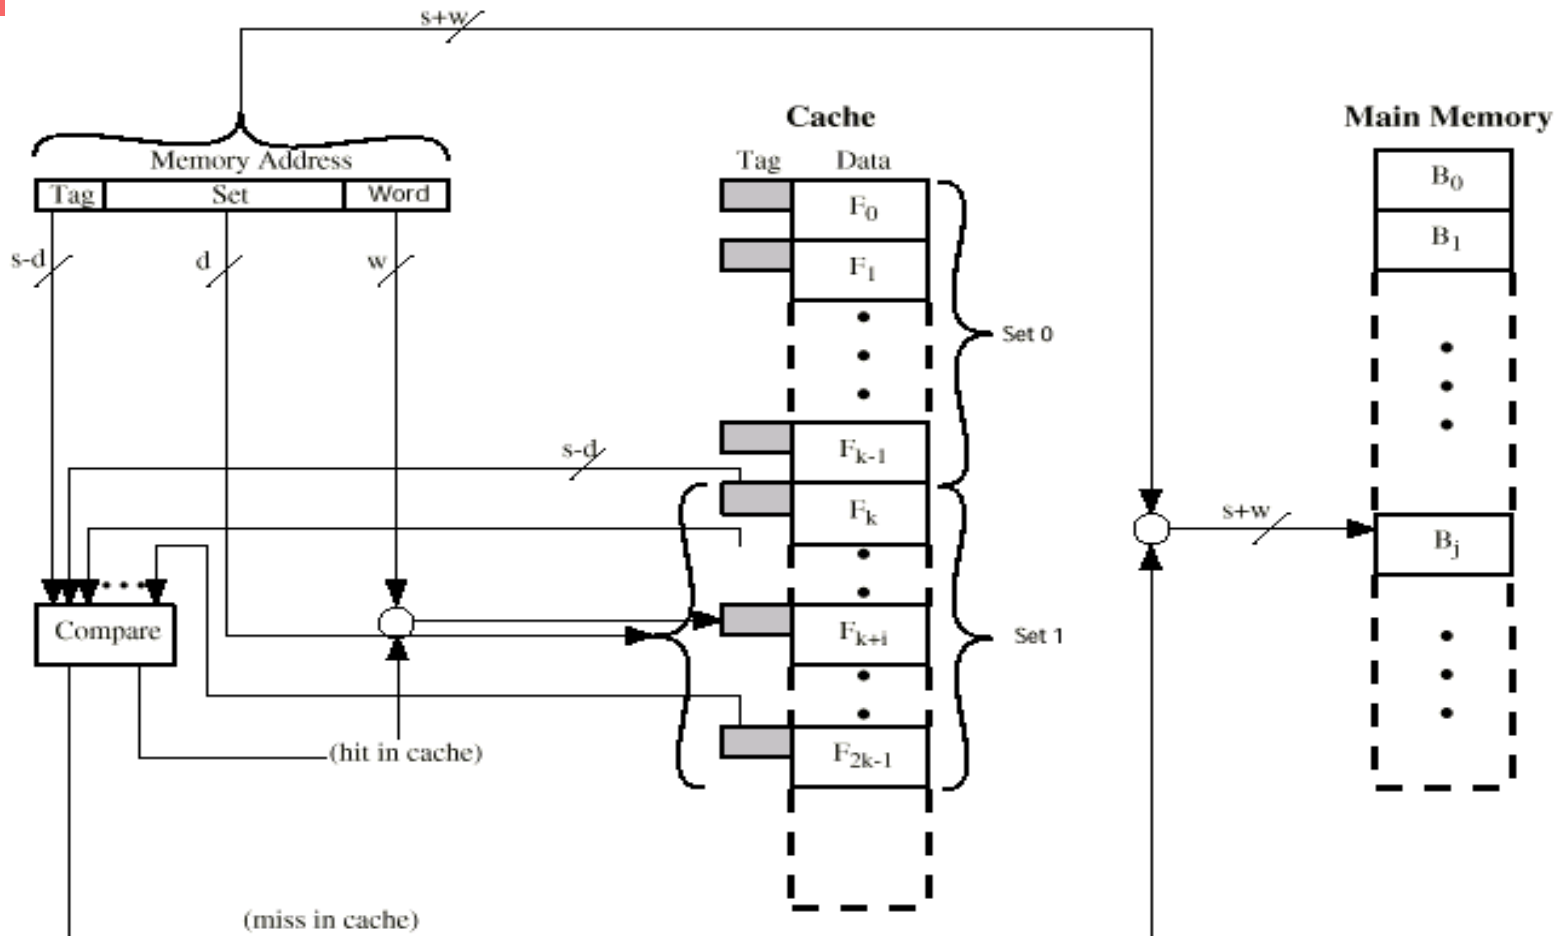 s+w
Cache
Main Memory
Memory Address
Tag Data
Tag Set Word
B0
F0
B1
s-d d w
F1
Set 0
s-d
Fk-1
Fk
s+w
Bj
Compare
Fk+i
Set 1
(hit in cache)
F2k-1
(miss in cache)